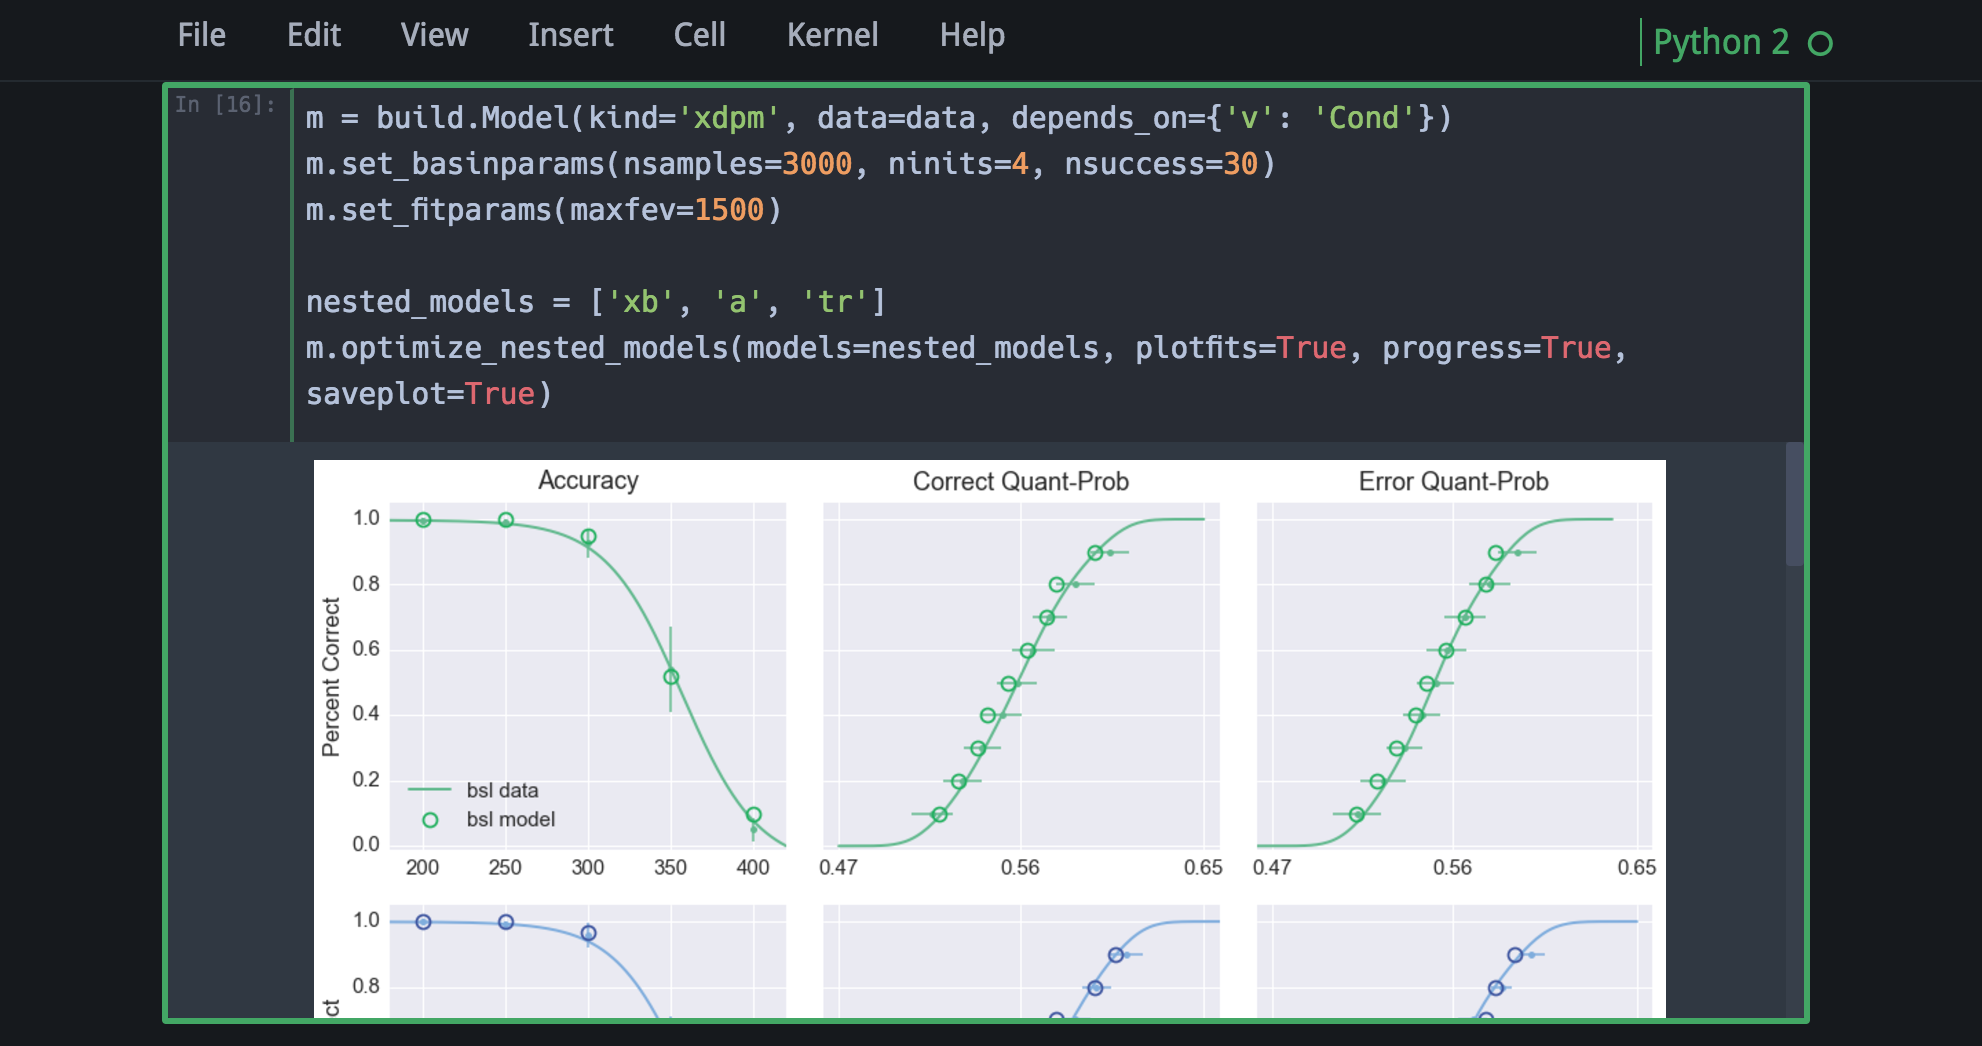 File Edit View Insert Cell Kernel Help
Python 2
In [16]:
m = build.Model(kind='xdpm', data=data, depends_on={'v': 'Cond'})
m.set_basinparams(nsamples=3000, ninits=4, nsuccess=30)
m.set_fitparams(maxfev=1500)
nested_models = ['xb', 'a', 'tr']
m.optimize_nested_models(models=nested_models, plotfits=True, progress=True,
saveplot=True)
Accuracy
Correct Quant-Prob
Error Quant-Prob
Percent Correct
1.0
0.8
0.6
0.4
0.2
0.0
bsl data
bsl model
200 250 300 350 400
0.47 0.56 0.65
0.47 0.56 0.65
1.0
0.8
ct